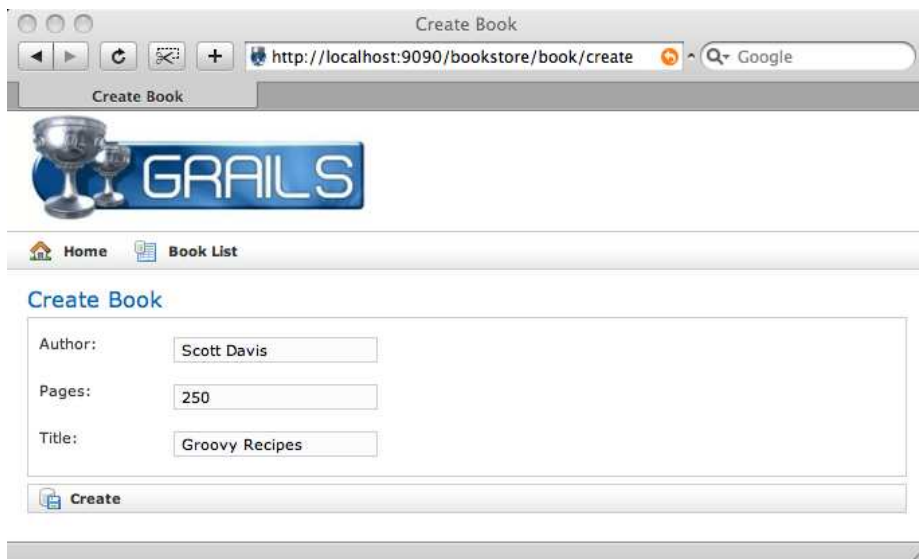 Create Book
http://localhost:9090/bookstore/book/create
Google
Create Book
GRAILS
Home
Book List
Create Book
Author:
Scott Davis
Pages:
250
Title:
Groovy Recipes
Create